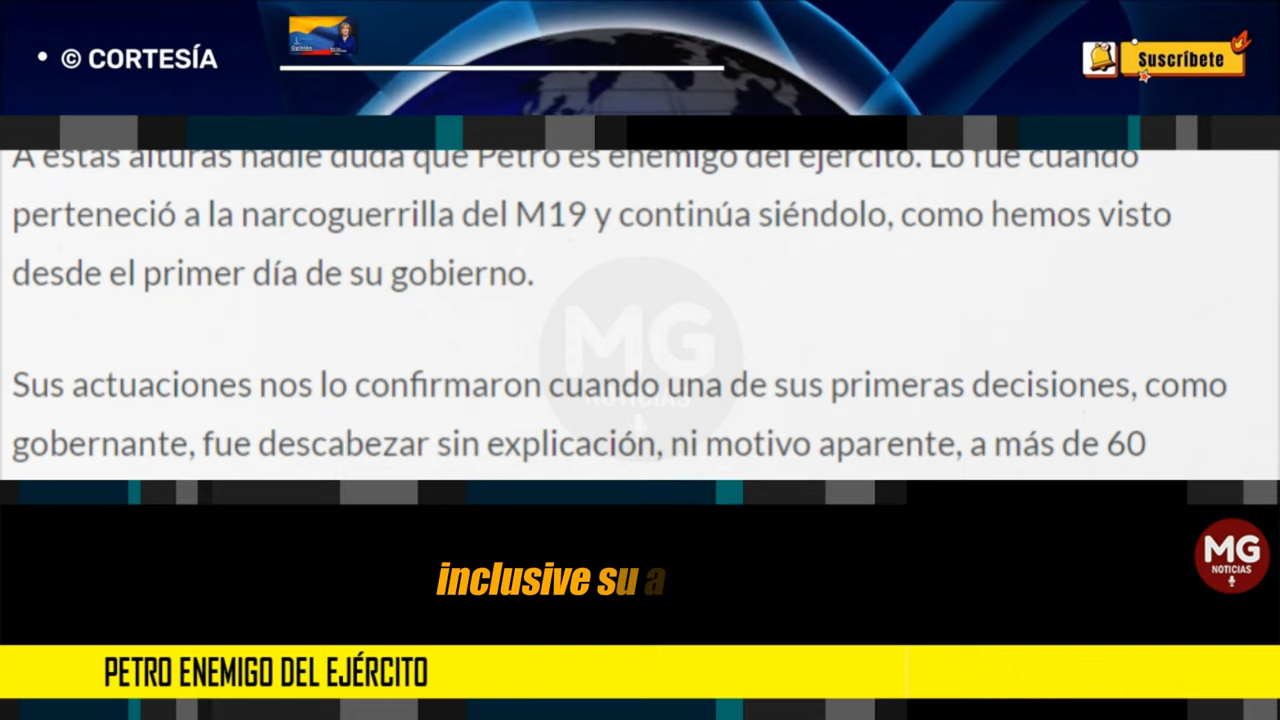 • © CORTESÍA
Opinión
Suscríbete
A estas alturas nadie duda que Petro es enemigo del ejército. Lo fue cuando
perteneció a la narcoguerrilla del M19 y continúa siéndolo, como hemos visto
desde el primer día de su gobierno.
MG
NOTICIAS
Sus actuaciones nos lo confirmaron cuando una de sus primeras decisiones, como
gobernante, fue descabezar sin explicación, ni motivo aparente, a más de 60
inclusive su a
MG
NOTICIAS
PETRO ENEMIGO DEL EJÉRCITO